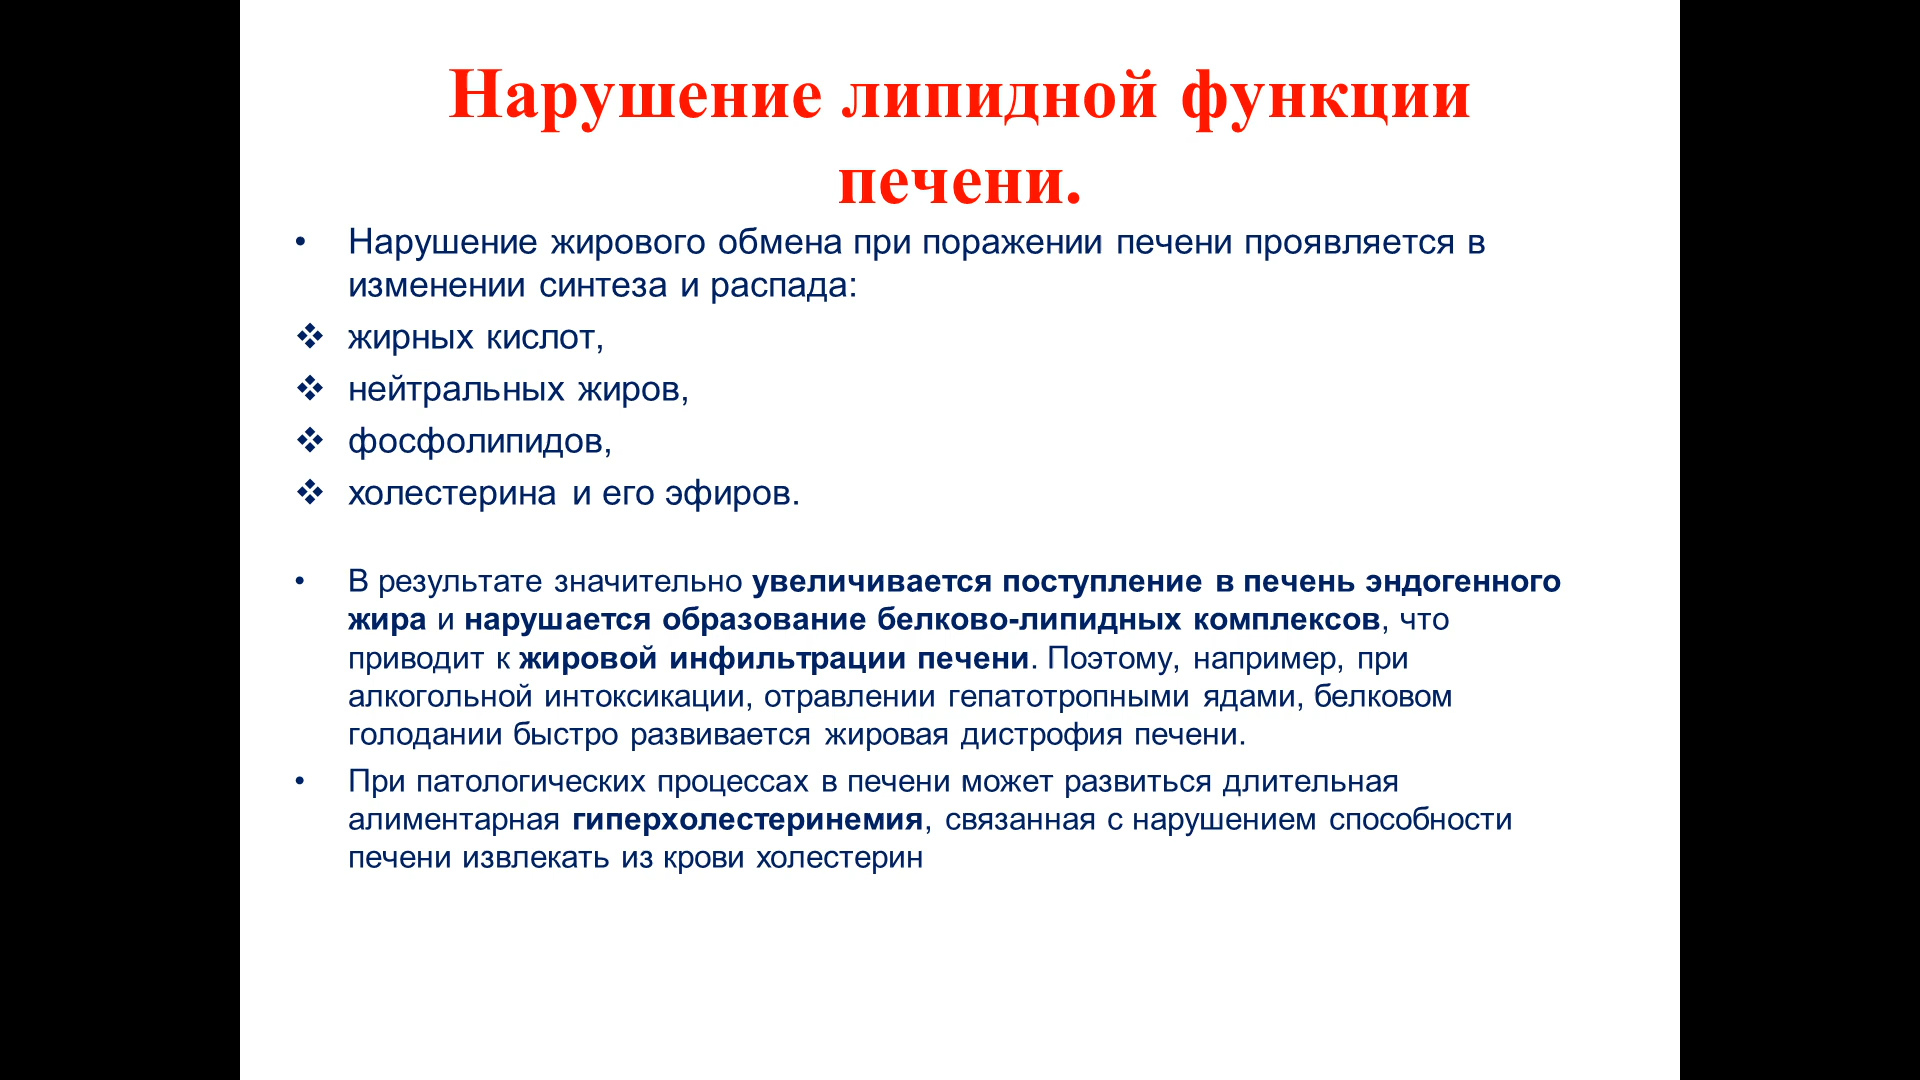 Нарушение липидной функции
печени.
• Нарушение жирового обмена при поражении печени проявляется в
изменении синтеза и распада:
❖ жирных кислот,
❖ нейтральных жиров,
❖ фосфолипидов,
❖ холестерина и его эфиров.
• В результате значительно увеличивается поступление в печень эндогенного
жира и нарушается образование белково-липидных комплексов, что
приводит к жировой инфильтрации печени. Поэтому, например, при
алкогольной интоксикации, отравлении гепатотропными ядами, белковом
голодании быстро развивается жировая дистрофия печени.
• При патологических процессах в печени может развиться длительная
алиментарная гиперхолестеринемия, связанная с нарушением способности
печени извлекать из крови холестерин